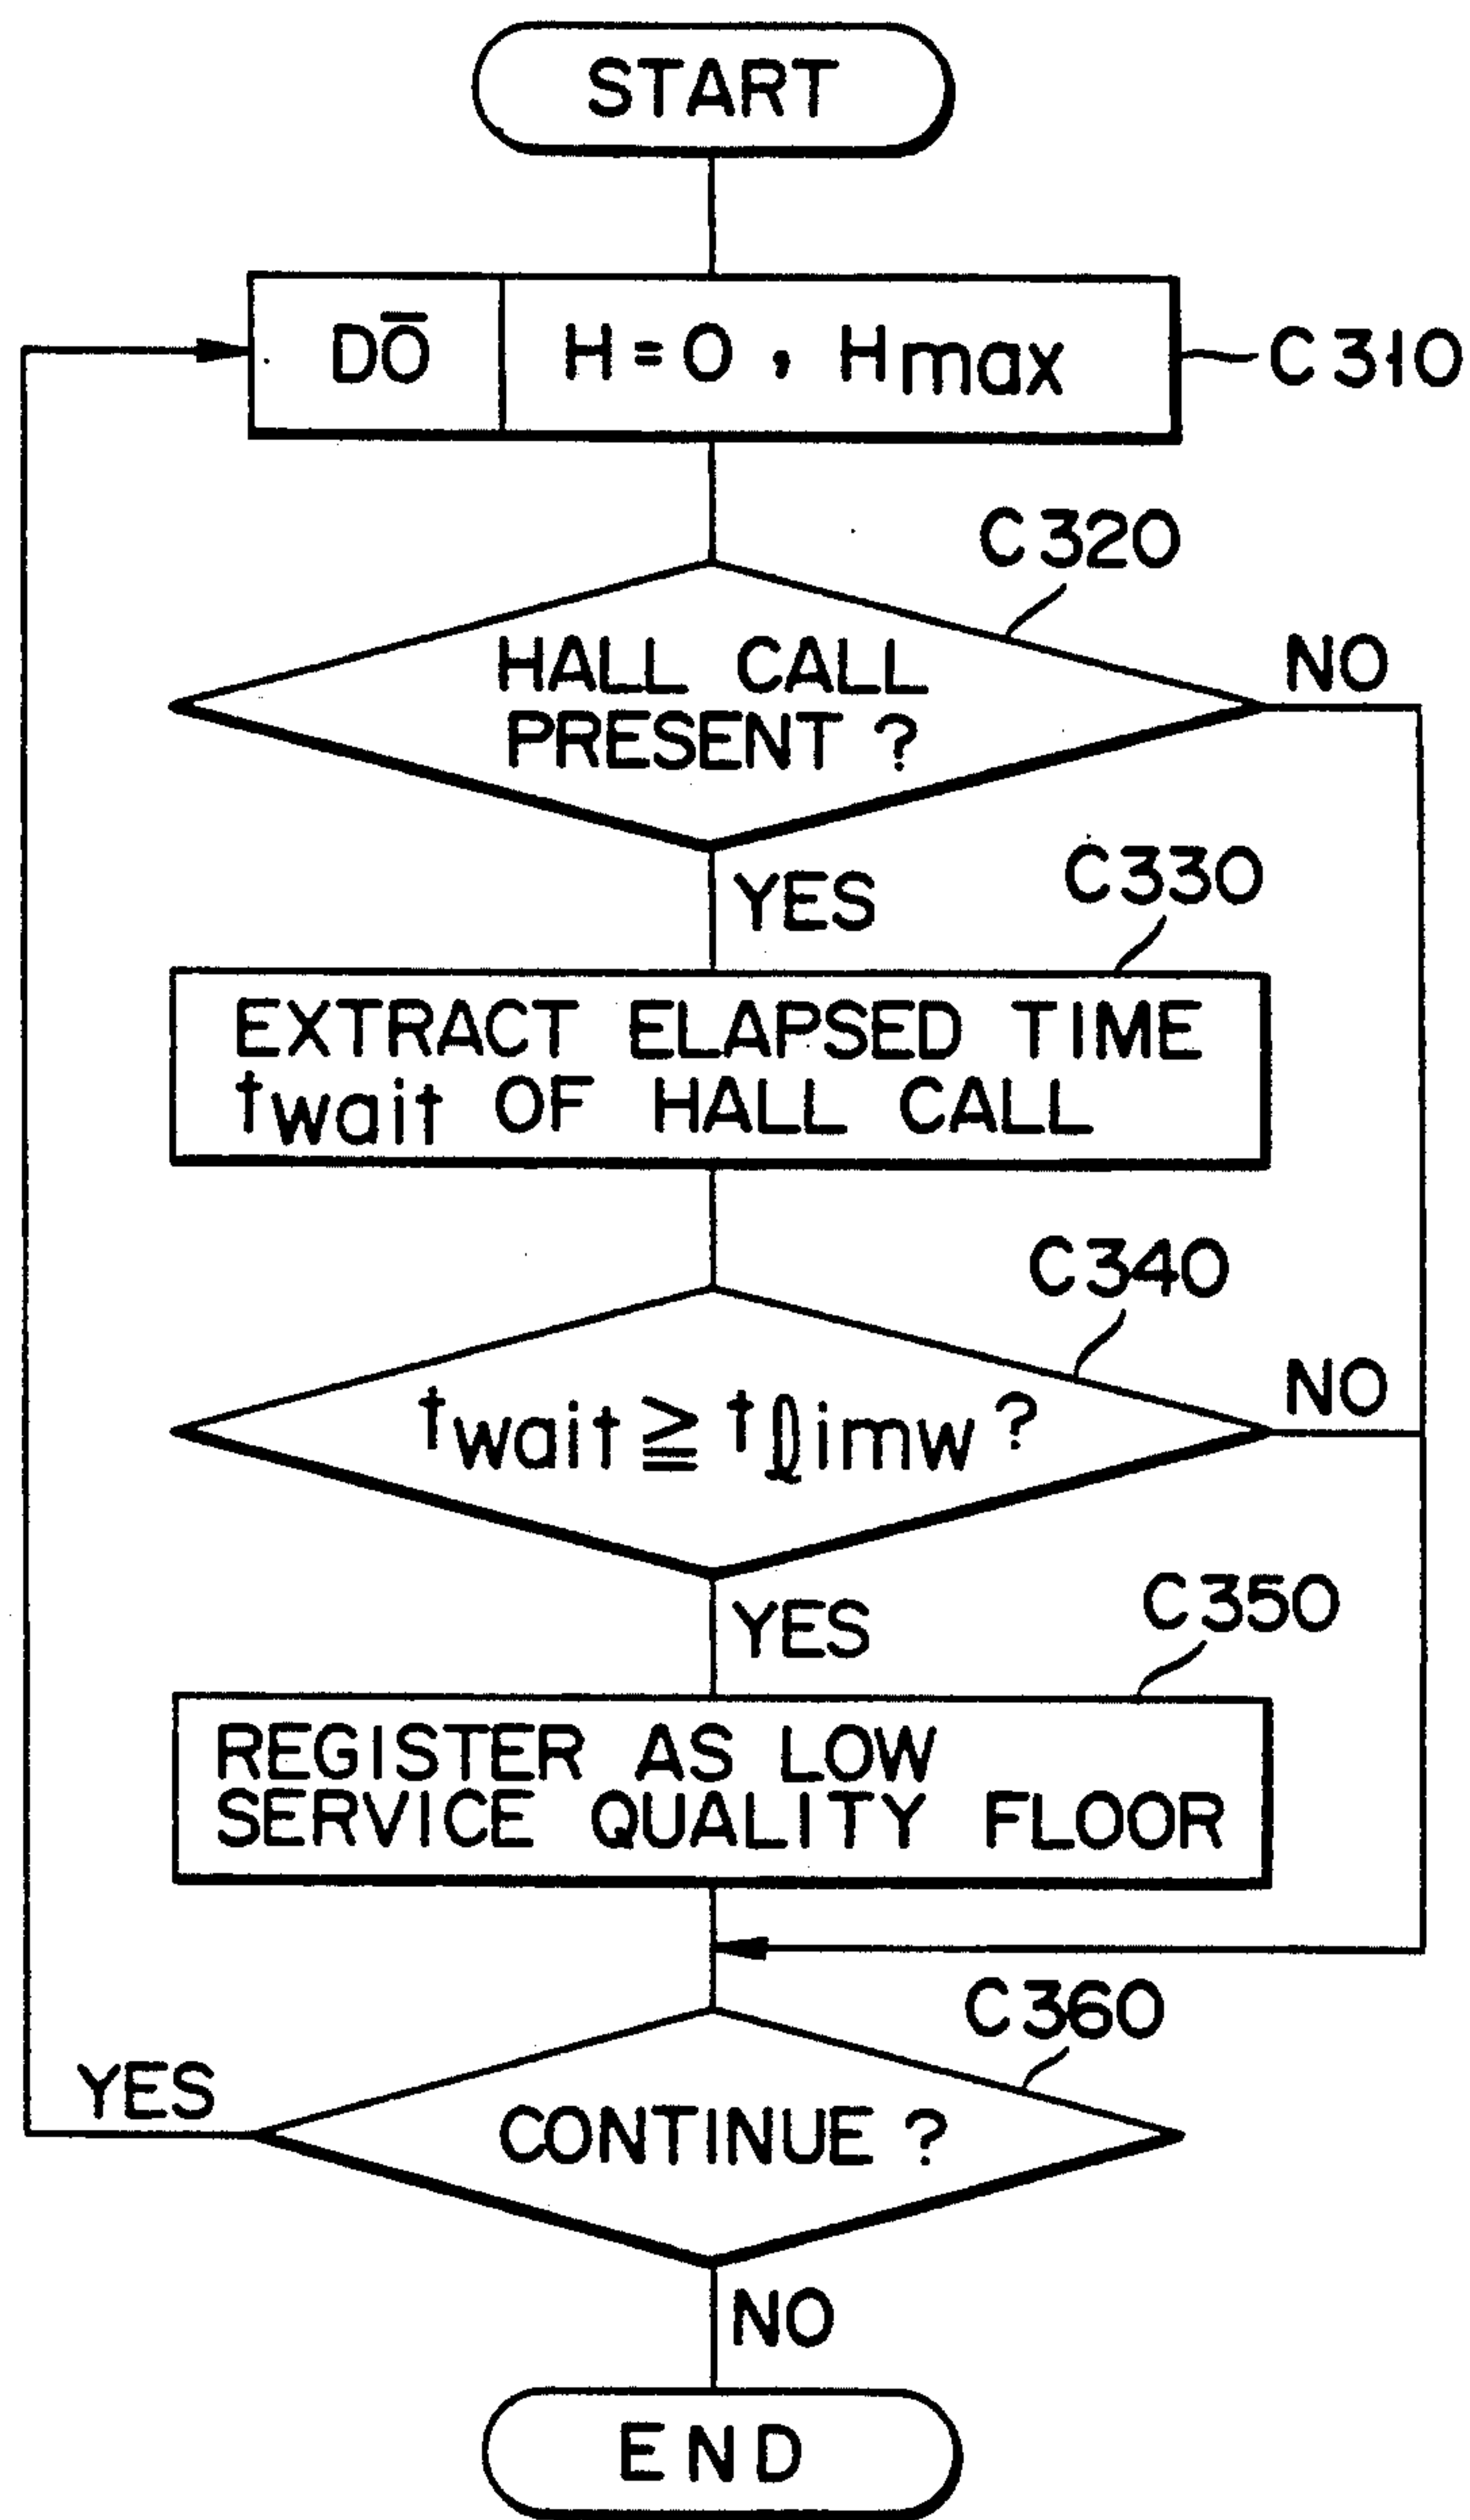 START
DŌ H=0, Hmax
C310
C320
HALL CALL
PRESENT ?
NO
YES
C330
EXTRACT ELAPSED TIME
twait OF HALL CALL
C340
twait ≧ tℓimw ?
NO
YES
C350
REGISTER AS LOW
SERVICE QUALITY FLOOR
C360
YES
CONTINUE ?
NO
END